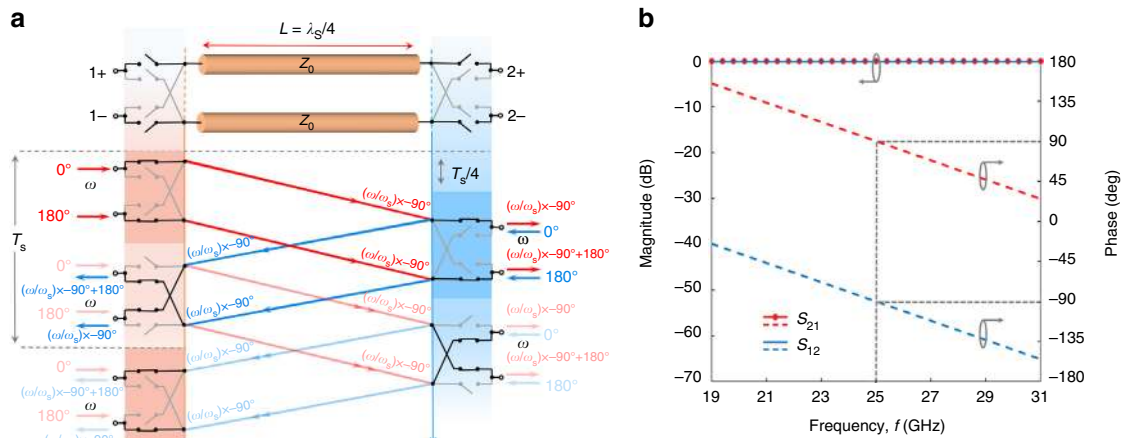 a
L = λS/4
1+
Z0
2+
1−
Z0
2−
Ts
0°
ω
180°
Ts/4
(ω/ωs)×−90°
(ω/ωs)×−90°
(ω/ωs)×−90°
0°
ω
(ω/ωs)×−90°
(ω/ωs)×−90°+180°
180°
0°
(ω/ωs)×−90°+180°
ω
180°
(ω/ωs)×−90°
(ω/ωs)×−90°
(ω/ωs)×−90°
(ω/ωs)×−90°
0°
ω
(ω/ωs)×−90°+180°
180°
(ω/ωs)×−90°
(ω/ωs)×−90°
0°
(ω/ωs)×−90°+180°
ω
180°
(ω/ωs)×−90°
b
0
−10
−20
−30
−40
−50
−60
−70
Magnitude (dB)
180
135
90
45
0
−45
−90
−135
−180
Phase (deg)
S21
S12
19 21 23 25 27 29 31
Frequency, f (GHz)